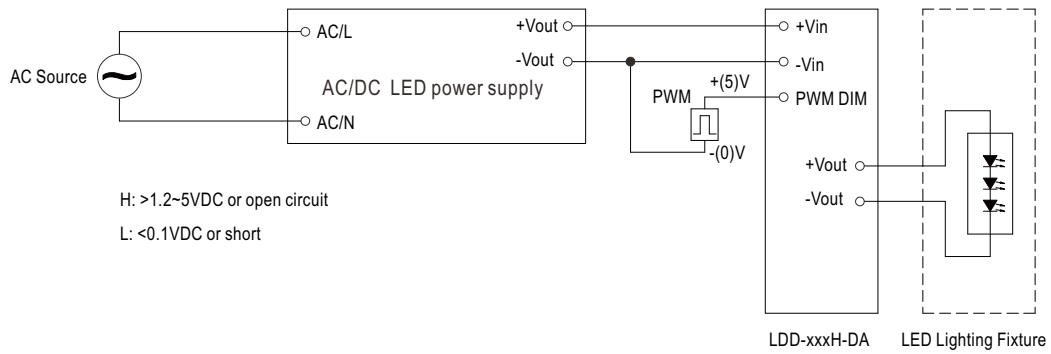 AC Source
AC/L
AC/N
AC/DC LED power supply
+Vout
-Vout
PWM
+(5)V
-(0)V
+Vin
-Vin
PWM DIM
+Vout
-Vout
H: >1.2~5VDC or open circuit
L: <0.1VDC or short
LDD-xxxH-DA
LED Lighting Fixture